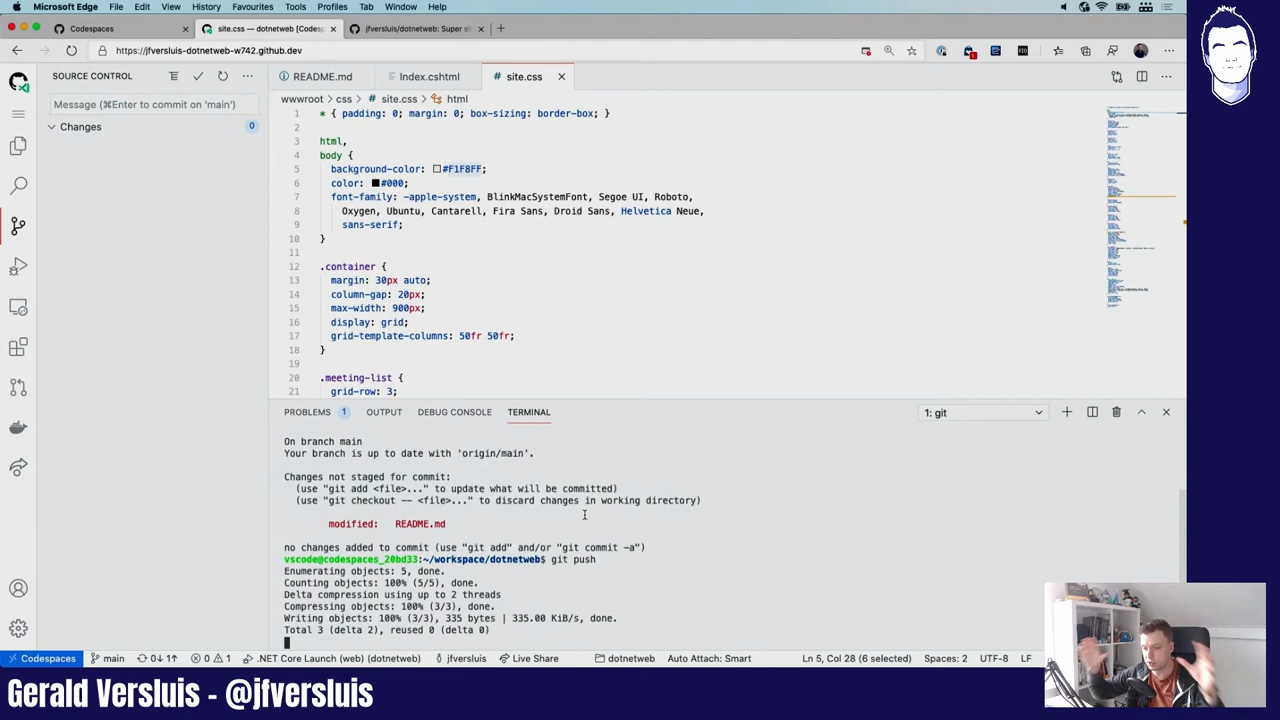 Microsoft Edge File Edit View History Favourites Tools Profiles Tab Window Help
Codespaces
site.css — dotnetweb [Codesp
jfversluis/dotnetweb: Super si
https://jfversluis-dotnetweb-w742.github.dev
SOURCE CONTROL
README.md
Index.cshtml
site.css
Message (⌘Enter to commit on 'main')
Changes 0
wwwroot > css > site.css > html
1 * { padding: 0; margin: 0; box-sizing: border-box; }
2
3 html,
4 body {
5 background-color: #F1F8FF;
6 color: #000;
7 font-family: -apple-system, BlinkMacSystemFont, Segoe UI, Roboto,
8 Oxygen, Ubuntu, Cantarell, Fira Sans, Droid Sans, Helvetica Neue,
9 sans-serif;
10 }
11
12 .container {
13 margin: 30px auto;
14 column-gap: 20px;
15 max-width: 900px;
16 display: grid;
17 grid-template-columns: 50fr 50fr;
18 }
19
20 .meeting-list {
21 grid-row: 3;
PROBLEMS 1 OUTPUT DEBUG CONSOLE TERMINAL
1: git
On branch main
Your branch is up to date with 'origin/main'.
Changes not staged for commit:
(use "git add <file>..." to update what will be committed)
(use "git checkout -- <file>..." to discard changes in working directory)
modified: README.md
no changes added to commit (use "git add" and/or "git commit -a")
vscode@codespaces_20bd33:~/workspace/dotnetweb$ git push
Enumerating objects: 5, done.
Counting objects: 100% (5/5), done.
Delta compression using up to 2 threads
Compressing objects: 100% (3/3), done.
Writing objects: 100% (3/3), 335 bytes | 335.00 KiB/s, done.
Total 3 (delta 2), reused 0 (delta 0)
Codespaces main 0↓ 1↑ 0 1 .NET Core Launch (web) (dotnetweb) jfversluis Live Share dotnetweb Auto Attach: Smart Ln 5, Col 28 (6 selected) Spaces: 2 UTF-8 LF
Gerald Versluis - @jfversluis